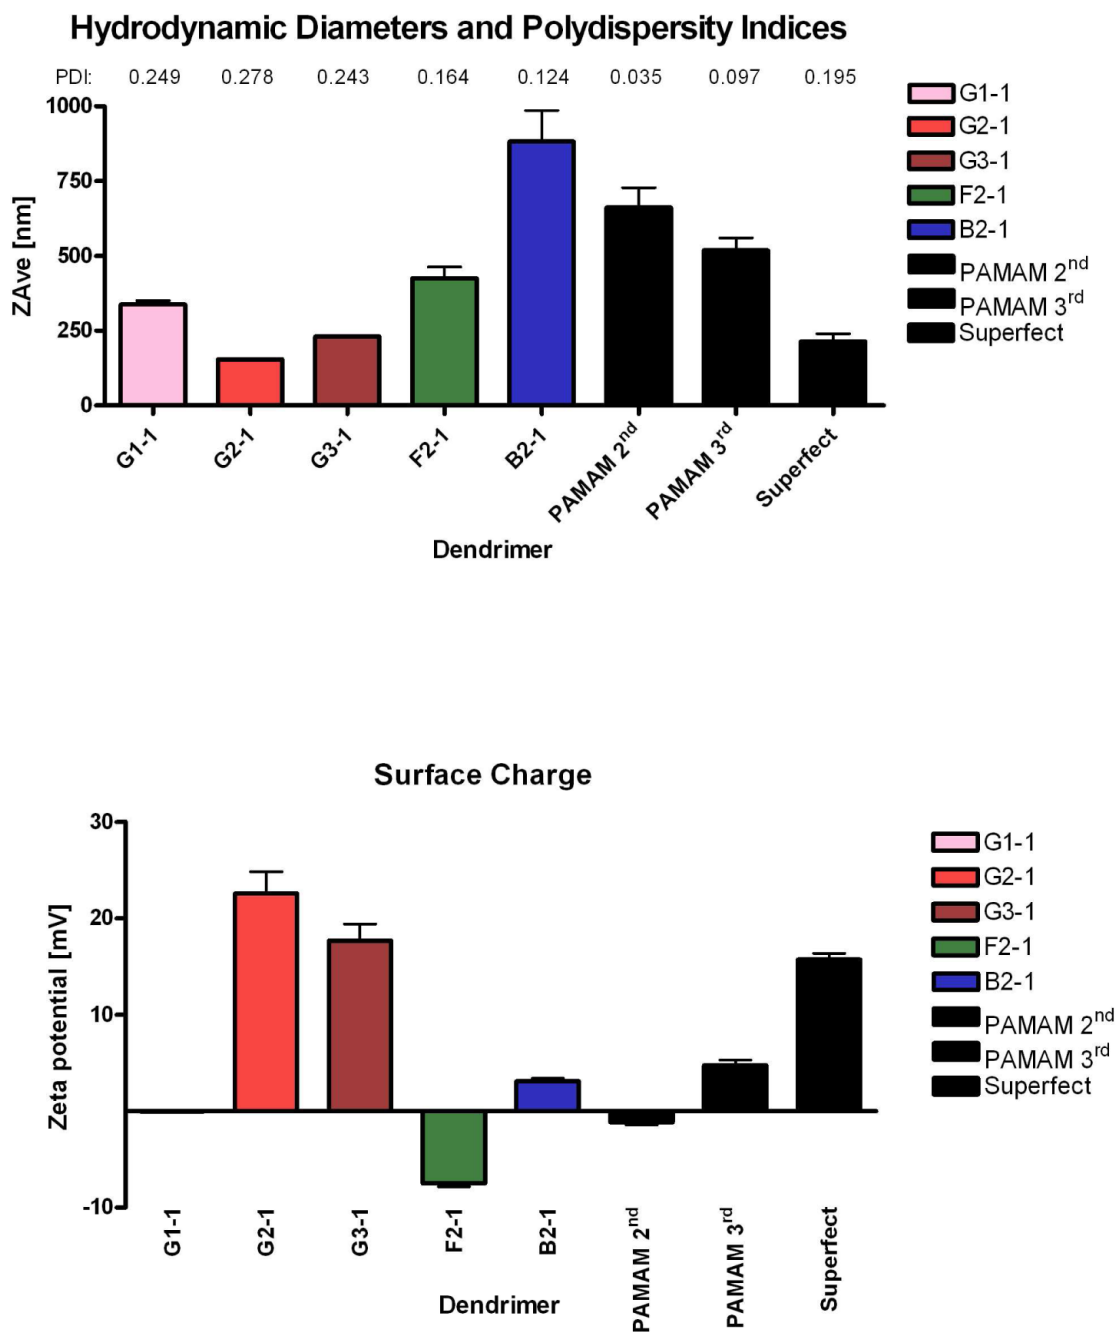 Hydrodynamic Diameters and Polydispersity Indices
PDI: 0.249 0.278 0.243 0.164 0.124 0.035 0.097 0.195
ZAve [nm]
1000
750
500
250
0
G1-1 G2-1 G3-1 F2-1 B2-1 PAMAM 2nd PAMAM 3rd Superfect
Dendrimer
G1-1
G2-1
G3-1
F2-1
B2-1
PAMAM 2nd
PAMAM 3rd
Superfect
Surface Charge
Zeta potential [mV]
30
20
10
-10
G1-1 G2-1 G3-1 F2-1 B2-1 PAMAM 2nd PAMAM 3rd Superfect
Dendrimer
G1-1
G2-1
G3-1
F2-1
B2-1
PAMAM 2nd
PAMAM 3rd
Superfect